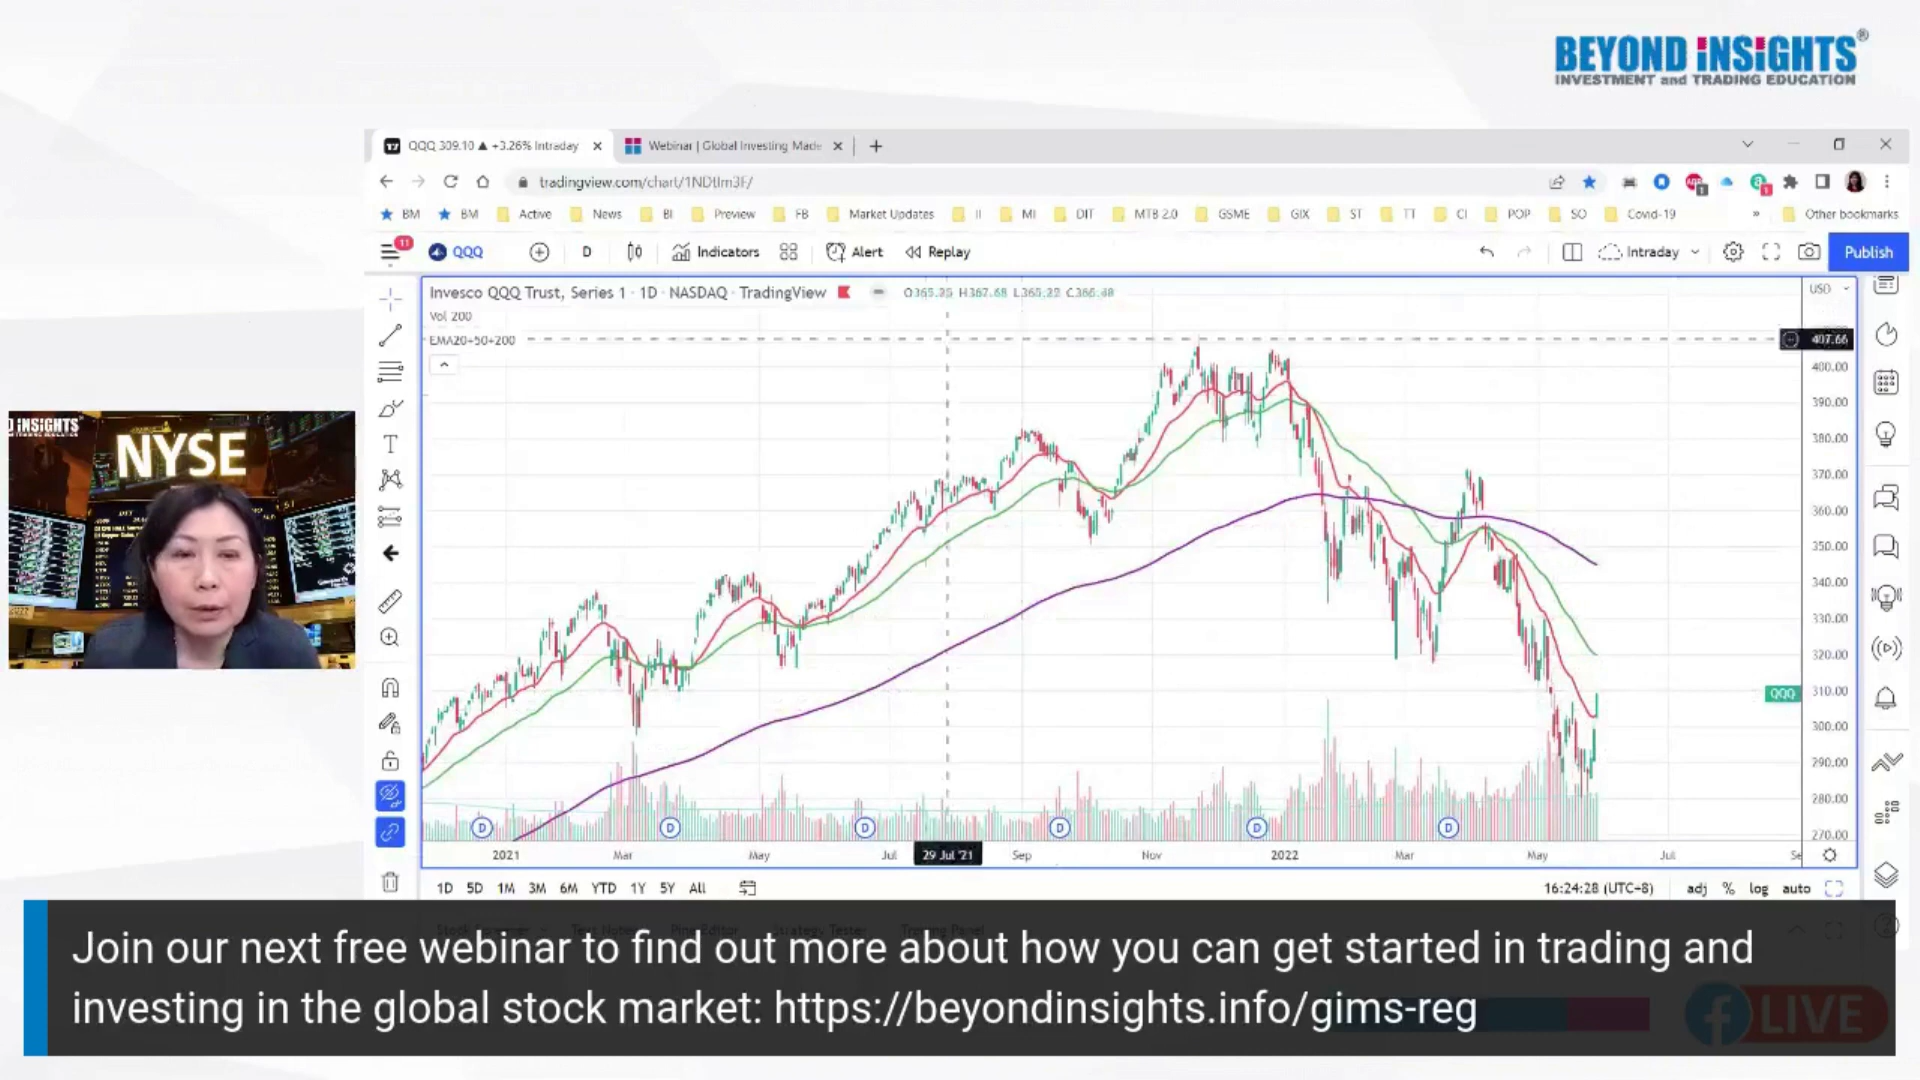 BEYOND INSIGHTS®
INVESTMENT and TRADING EDUCATION
QQQ 309.10 ▲ +3.26% Intraday
Webinar | Global Investing Made
tradingview.com/chart/1NDtIm3F/
BM BM Active News BI Preview FB Market Updates II MI DIT MTB 2.0 GSME GIX ST TT CI POP SO Covid-19 » Other bookmarks
11 QQQ D Indicators Alert Replay Intraday Publish
Invesco QQQ Trust, Series 1 · 1D · NASDAQ · TradingView
USD
Vol 200
EMA20+50+200
407.66
400.00
390.00
380.00
370.00
360.00
350.00
340.00
330.00
320.00
QQQ 310.00
300.00
290.00
280.00
270.00
D D D D D D
2021 Mar May Jul 29 Jul '21 Sep Nov 2022 Mar May Jul Se
1D 5D 1M 3M 6M YTD 1Y 5Y All
16:24:28 (UTC-8) adj % log auto
D INSIGHTS
NYSE
Join our next free webinar to find out more about how you can get started in trading and
investing in the global stock market: https://beyondinsights.info/gims-reg
LIVE